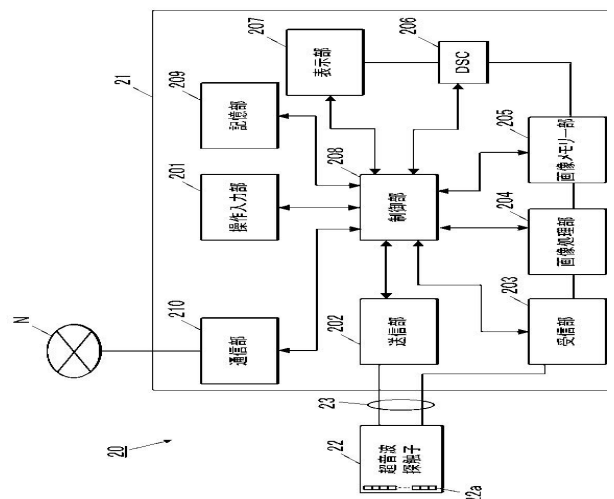 20
N
21
210
通信部
201
操作入力部
209
記憶部
207
表示部
22
超音波
探触子
22a
23
202
送信部
208
制御部
206
DSC
203
受信部
204
画像処理部
205
画像メモリー部